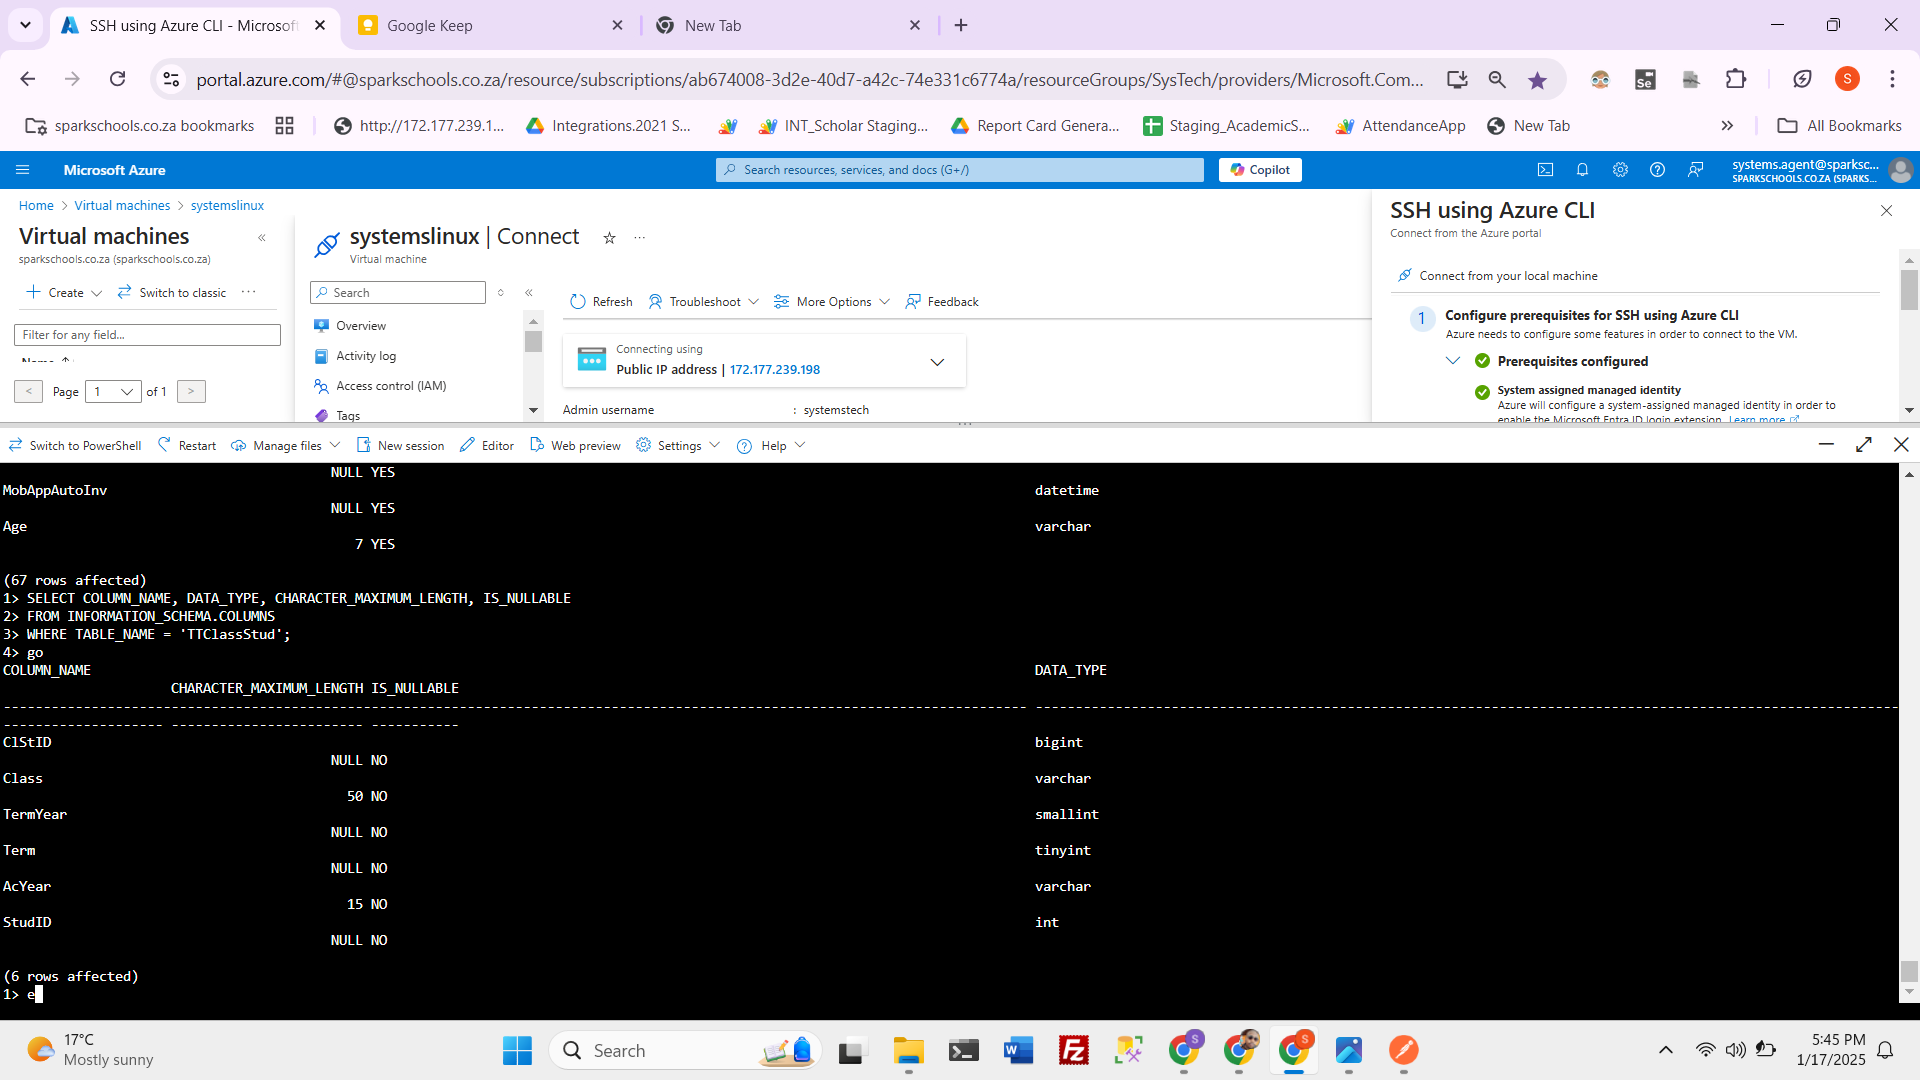 SSH using Azure CLI - Microsoft
Google Keep
New Tab
portal.azure.com/#@sparkschools.co.za/resource/subscriptions/ab674008-3d2e-40d7-a42c-74e331c6774a/resourceGroups/SysTech/providers/Microsoft.Com...
sparkschools.co.za bookmarks
http://172.177.239.1...
Integrations.2021 S...
INT_Scholar Staging...
Report Card Genera...
Staging_AcademicS...
AttendanceApp
New Tab
All Bookmarks
Microsoft Azure
Search resources, services, and docs (G+/)
Copilot
systems.agent@sparksc...
SPARKSCHOOLS.CO.ZA (SPARKS...
Home > Virtual machines > systemslinux
Virtual machines
sparkschools.co.za (sparkschools.co.za)
Create
Switch to classic
Filter for any field...
Name ↑
< Page 1 of 1 >
systemslinux | Connect
Virtual machine
Search
Overview
Activity log
Access control (IAM)
Tags
Refresh
Troubleshoot
More Options
Feedback
Connecting using
Public IP address | 172.177.239.198
Admin username : systemstech
SSH using Azure CLI
Connect from the Azure portal
Connect from your local machine
1 Configure prerequisites for SSH using Azure CLI
Azure needs to configure some features in order to connect to the VM.
Prerequisites configured
System assigned managed identity
Azure will configure a system-assigned managed identity in order to
enable the Microsoft Entra ID login extension. Learn more
Switch to PowerShell
Restart
Manage files
New session
Editor
Web preview
Settings
Help
NULL YES
MobAppAutoInv datetime
NULL YES
Age varchar
7 YES
(67 rows affected)
1> SELECT COLUMN_NAME, DATA_TYPE, CHARACTER_MAXIMUM_LENGTH, IS_NULLABLE
2> FROM INFORMATION_SCHEMA.COLUMNS
3> WHERE TABLE_NAME = 'TTClassStud';
4> go
COLUMN_NAME DATA_TYPE
CHARACTER_MAXIMUM_LENGTH IS_NULLABLE
ClStID bigint
NULL NO
Class varchar
50 NO
TermYear smallint
NULL NO
Term tinyint
NULL NO
AcYear varchar
15 NO
StudID int
NULL NO
(6 rows affected)
1> e
17°C
Mostly sunny
Search
5:45 PM
1/17/2025